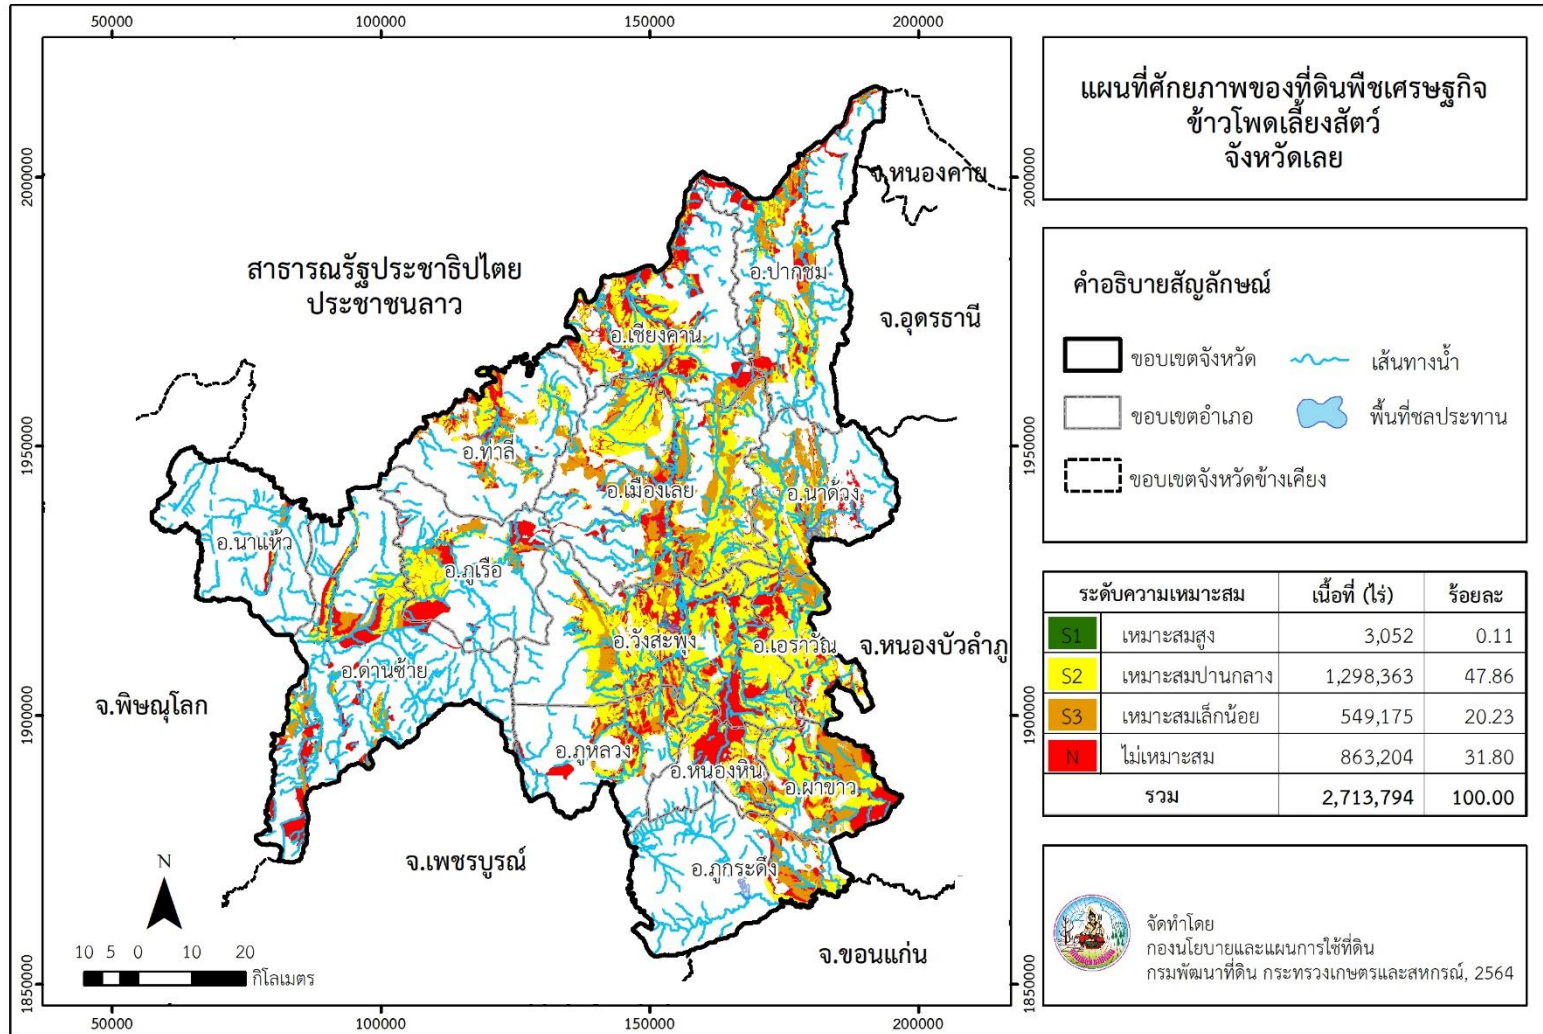 50000 100000 150000 200000
แผนที่ศักยภาพของที่ดินพืชเศรษฐกิจ
ข้าวโพดเลี้ยงสัตว์
จังหวัดเลย
2000000 2000000
1950000 1950000
1900000 1900000
1850000 1850000
จ.หนองคาย
สาธารณรัฐประชาธิปไตย
ประชาชนลาว
อ.ปากชม
จ.อุดรธานี
อ.เชียงคาน
อ.ท่าลี่
อ.เมืองเลย
อ.นาด้วง
อ.นาแห้ว
อ.ภูเรือ
อ.วังสะพุง
อ.เอราวัณ
จ.หนองบัวลำภู
อ.ด่านซ้าย
จ.พิษณุโลก
อ.ภูหลวง
อ.หนองหิน
อ.ผาขาว
จ.เพชรบูรณ์
อ.ภูกระดึง
จ.ขอนแก่น
N
10 5 0 10 20
กิโลเมตร
50000 100000 150000 200000
คำอธิบายสัญลักษณ์
ขอบเขตจังหวัด เส้นทางน้ำ
ขอบเขตอำเภอ พื้นที่ชลประทาน
ขอบเขตจังหวัดข้างเคียง
ระดับความเหมาะสม เนื้อที่ (ไร่) ร้อยละ
S1 เหมาะสมสูง 3,052 0.11
S2 เหมาะสมปานกลาง 1,298,363 47.86
S3 เหมาะสมเล็กน้อย 549,175 20.23
N ไม่เหมาะสม 863,204 31.80
รวม 2,713,794 100.00
จัดทำโดย
กองนโยบายและแผนการใช้ที่ดิน
กรมพัฒนาที่ดิน กระทรวงเกษตรและสหกรณ์, 2564